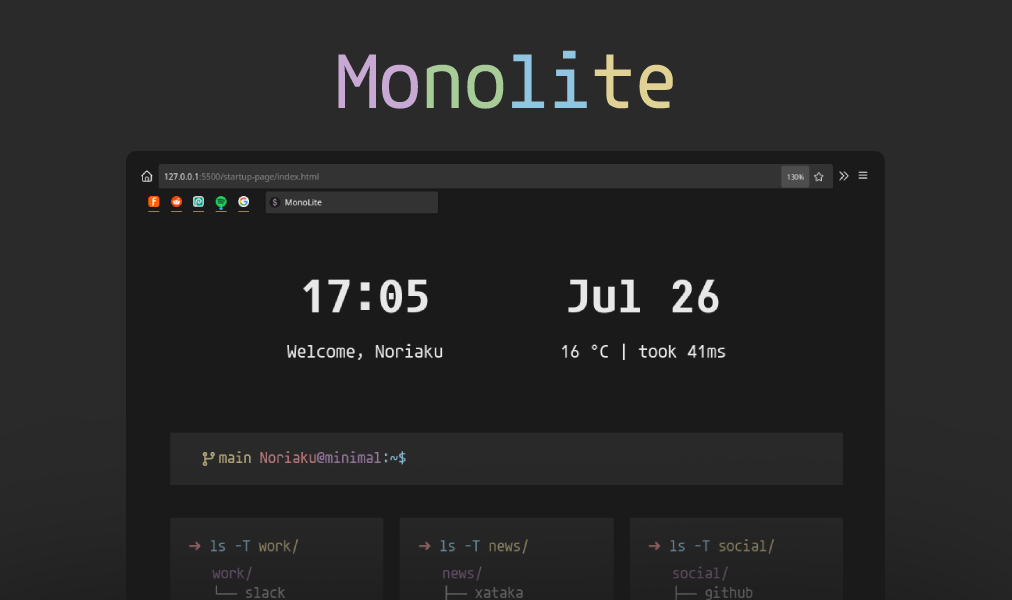 Monolite
127.0.0.1:5500/startup-page/index.html 130%
$ MonoLite
17:05 Jul 26
Welcome, Noriaku 16 °C | took 41ms
main Noriaku@minimal:~$
→ ls -T work/ → ls -T news/ → ls -T social/
work/ news/ social/
└── slack ├── xataka ├── github